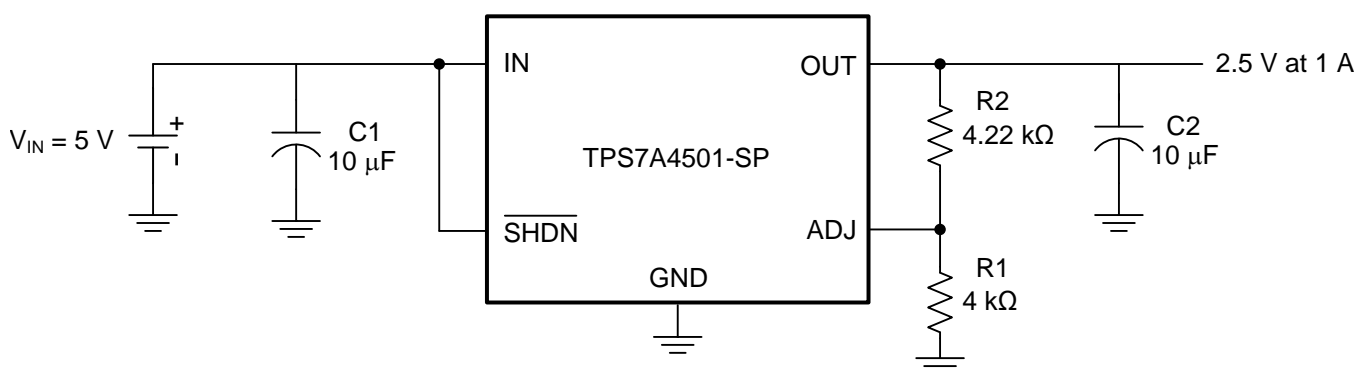 IN
OUT
2.5 V at 1 A
R2
4.22 kΩ
C1
10 μF
C2
10 μF
V_IN = 5 V
+
-
TPS7A4501-SP
SHDN
ADJ
GND
R1
4 kΩ